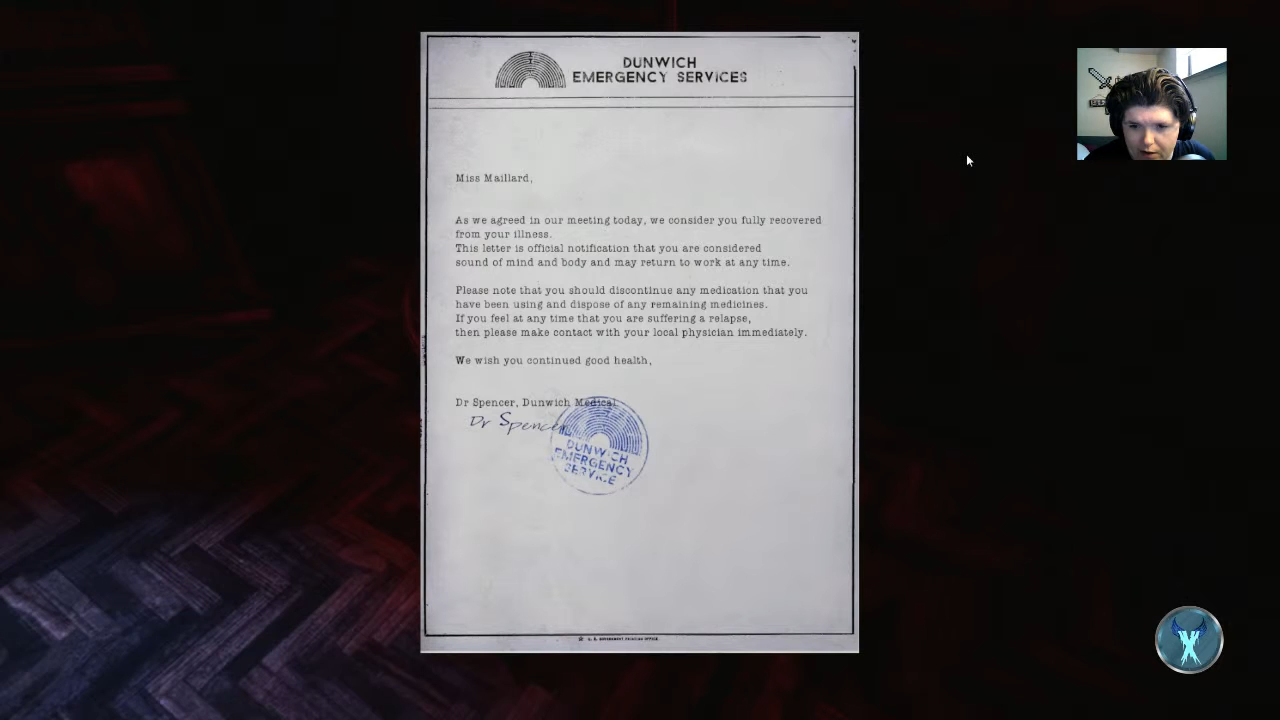 DUNWICH
EMERGENCY SERVICES
Miss Maillard,
As we agreed in our meeting today, we consider you fully recovered
from your illness.
This letter is official notification that you are considered
sound of mind and body and may return to work at any time.
Please note that you should discontinue any medication that you
have been using and dispose of any remaining medicines.
If you feel at any time that you are suffering a relapse,
then please make contact with your local physician immediately.
We wish you continued good health,
Dr Spencer, Dunwich Medical
Dr Spencer
DUNWICH
EMERGENCY
SERVICE
U. S. GOVERNMENT PRINTING OFFICE